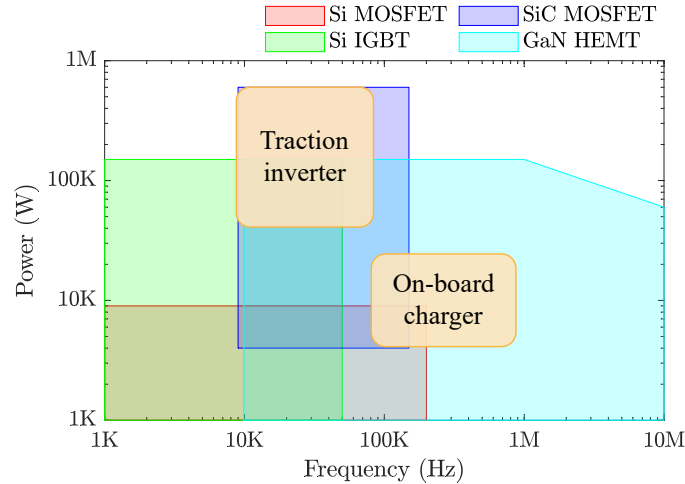 Si MOSFET
SiC MOSFET
Si IGBT
GaN HEMT
1M
100K
10K
1K
Power (W)
Traction
inverter
On-board
charger
1K
10K
100K
1M
10M
Frequency (Hz)